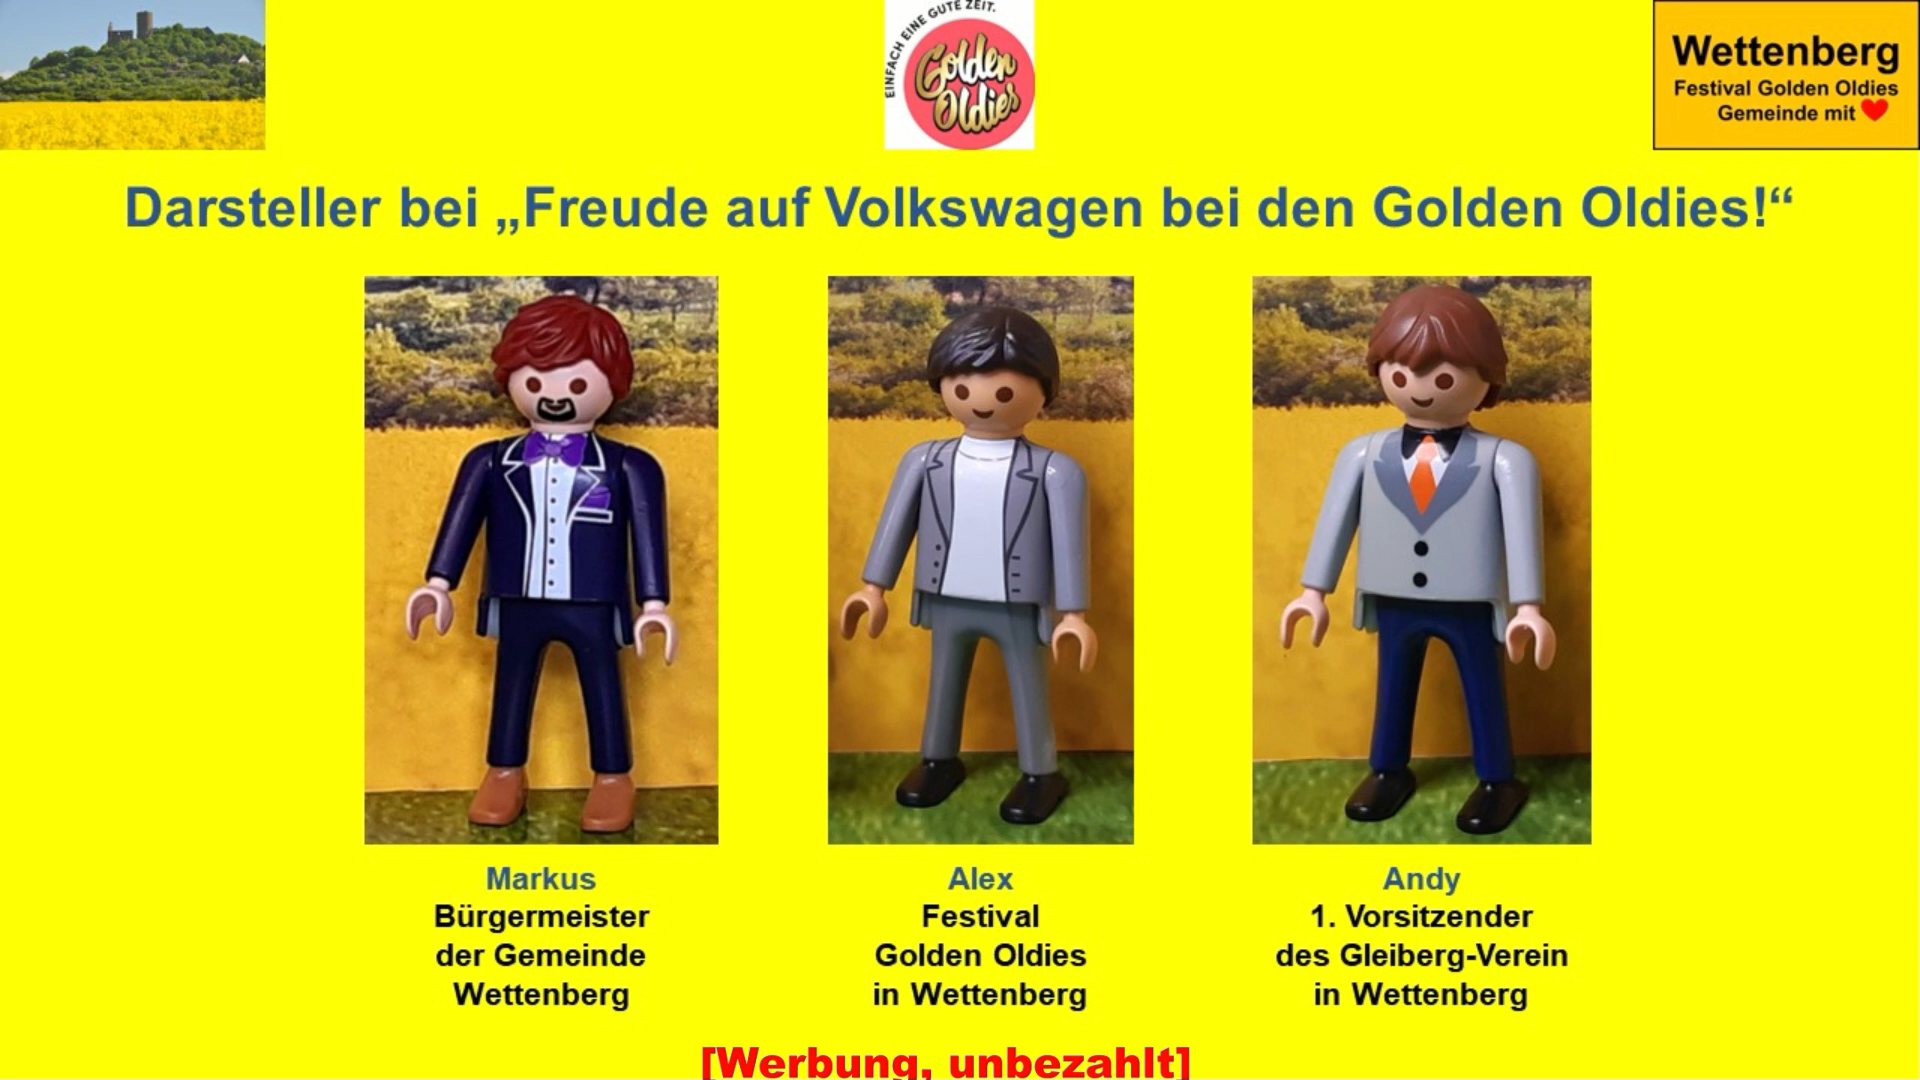 EINFACH EINE GUTE ZEIT.
Golden
Oldies
Wettenberg
Festival Golden Oldies
Gemeinde mit
Darsteller bei „Freude auf Volkswagen bei den Golden Oldies!“
Markus
Bürgermeister
der Gemeinde
Wettenberg
Alex
Festival
Golden Oldies
in Wettenberg
Andy
1. Vorsitzender
des Gleiberg-Verein
in Wettenberg
[Werbung, unbezahlt]